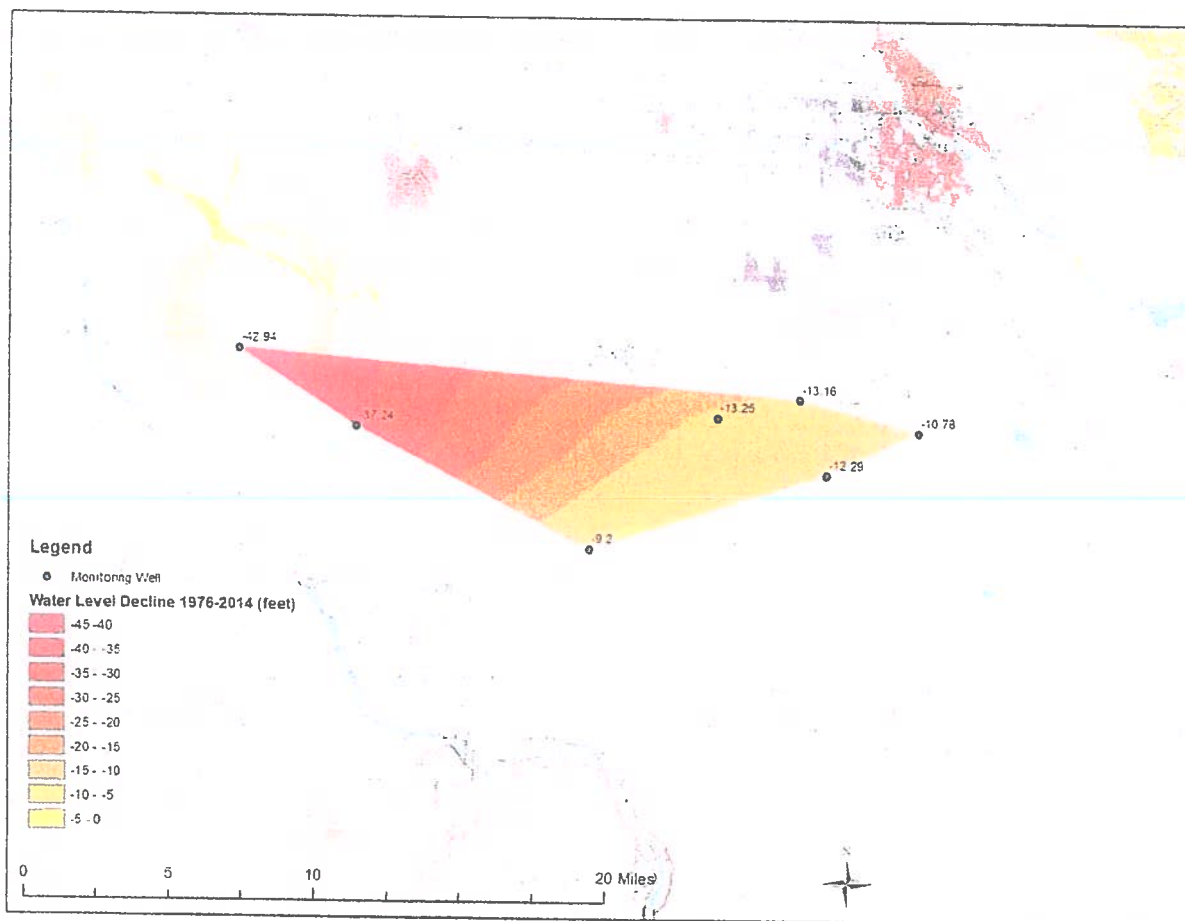 -42.94
-13.16
-13.25
-10.78
-37.24
-12.29
-9.2
Legend
Monitoring Well
Water Level Decline 1976-2014 (feet)
-45 -40
-40 - -35
-35 - -30
-30 - -25
-25 - -20
-20 - -15
-15 - -10
-10 - -5
-5 - 0
N
0 5 10 20 Miles